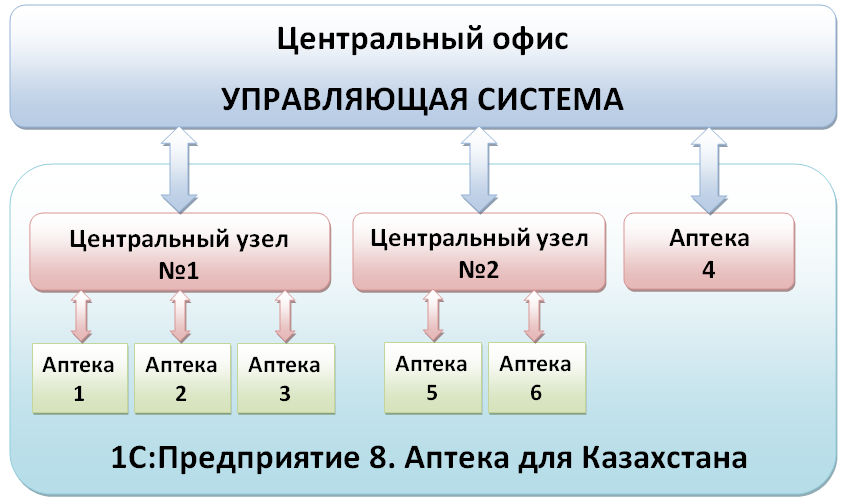 Центральный офис
УПРАВЛЯЮЩАЯ СИСТЕМА
Центральный узел
№1
Центральный узел
№2
Аптека
4
Аптека
1
Аптека
2
Аптека
3
Аптека
5
Аптека
6
1С:Предприятие 8. Аптека для Казахстана